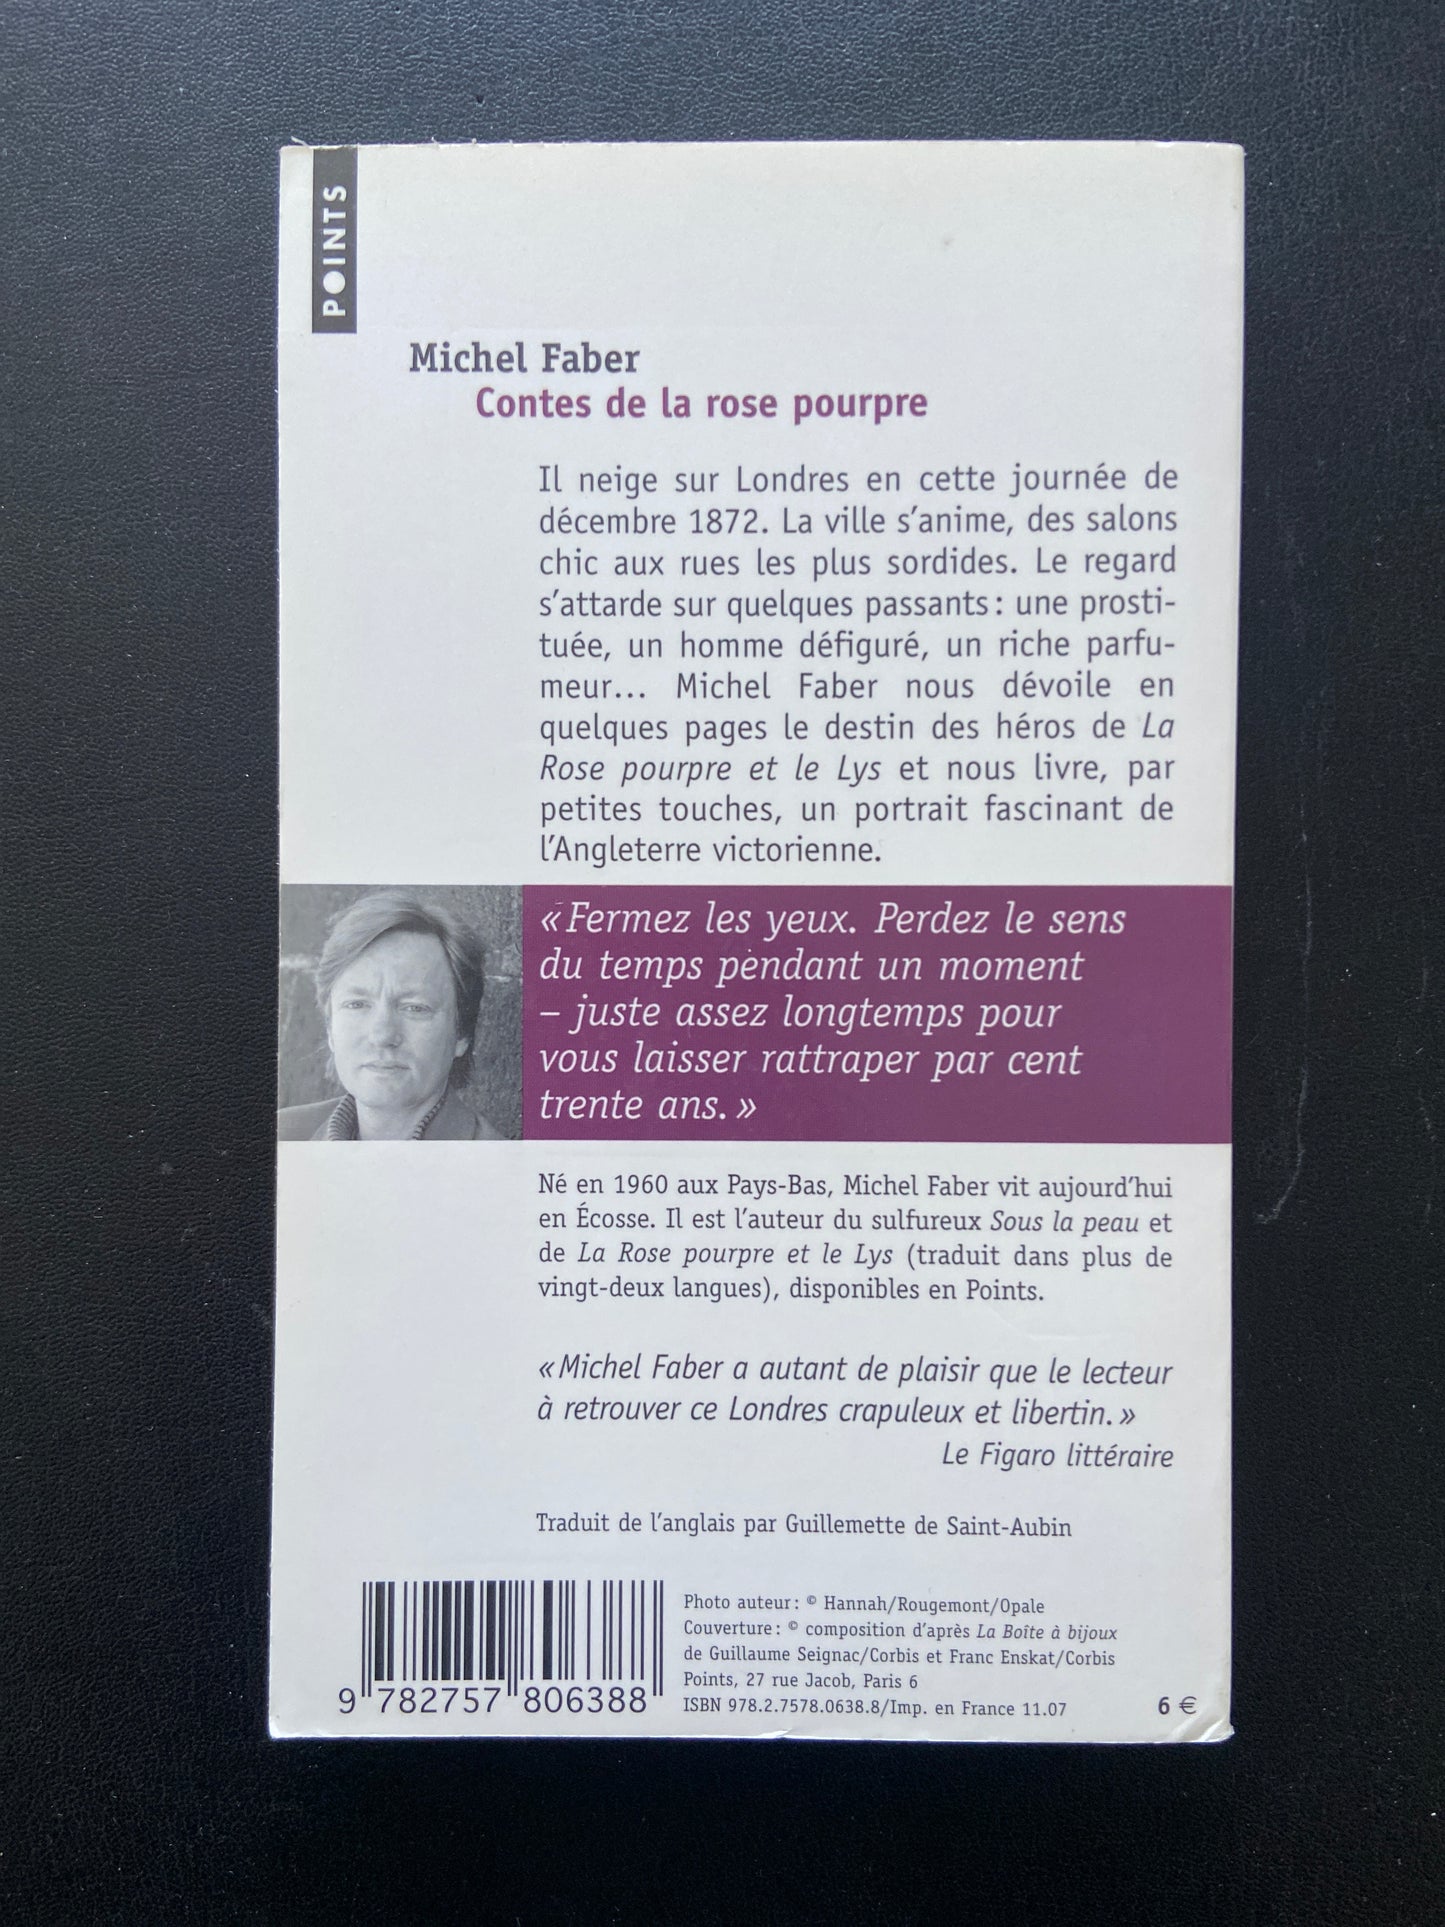 POINTS
Michel Faber
Contes de la rose pourpre
Il neige sur Londres en cette journée de
décembre 1872. La ville s’anime, des salons
chic aux rues les plus sordides. Le regard
s’attarde sur quelques passants : une prosti-
tuée, un homme défiguré, un riche parfu-
meur… Michel Faber nous dévoile en
quelques pages le destin des héros de La
Rose pourpre et le Lys et nous livre, par
petites touches, un portrait fascinant de
l’Angleterre victorienne.
« Fermez les yeux. Perdez le sens
du temps pendant un moment
– juste assez longtemps pour
vous laisser rattraper par cent
trente ans. »
Né en 1960 aux Pays-Bas, Michel Faber vit aujourd’hui
en Écosse. Il est l’auteur du sulfureux Sous la peau et
de La Rose pourpre et le Lys (traduit dans plus de
vingt-deux langues), disponibles en Points.
« Michel Faber a autant de plaisir que le lecteur
à retrouver ce Londres crapuleux et libertin. »
Le Figaro littéraire
Traduit de l’anglais par Guillemette de Saint-Aubin
Photo auteur : © Hannah/Rougemont/Opale
Couverture : © composition d’après La Boîte à bijoux
de Guillaume Seignac/Corbis et Franc Enskat/Corbis
Points, 27 rue Jacob, Paris 6
ISBN 978.2.7578.0638.8/Imp. en France 11.07
6 €
9 782757 806388